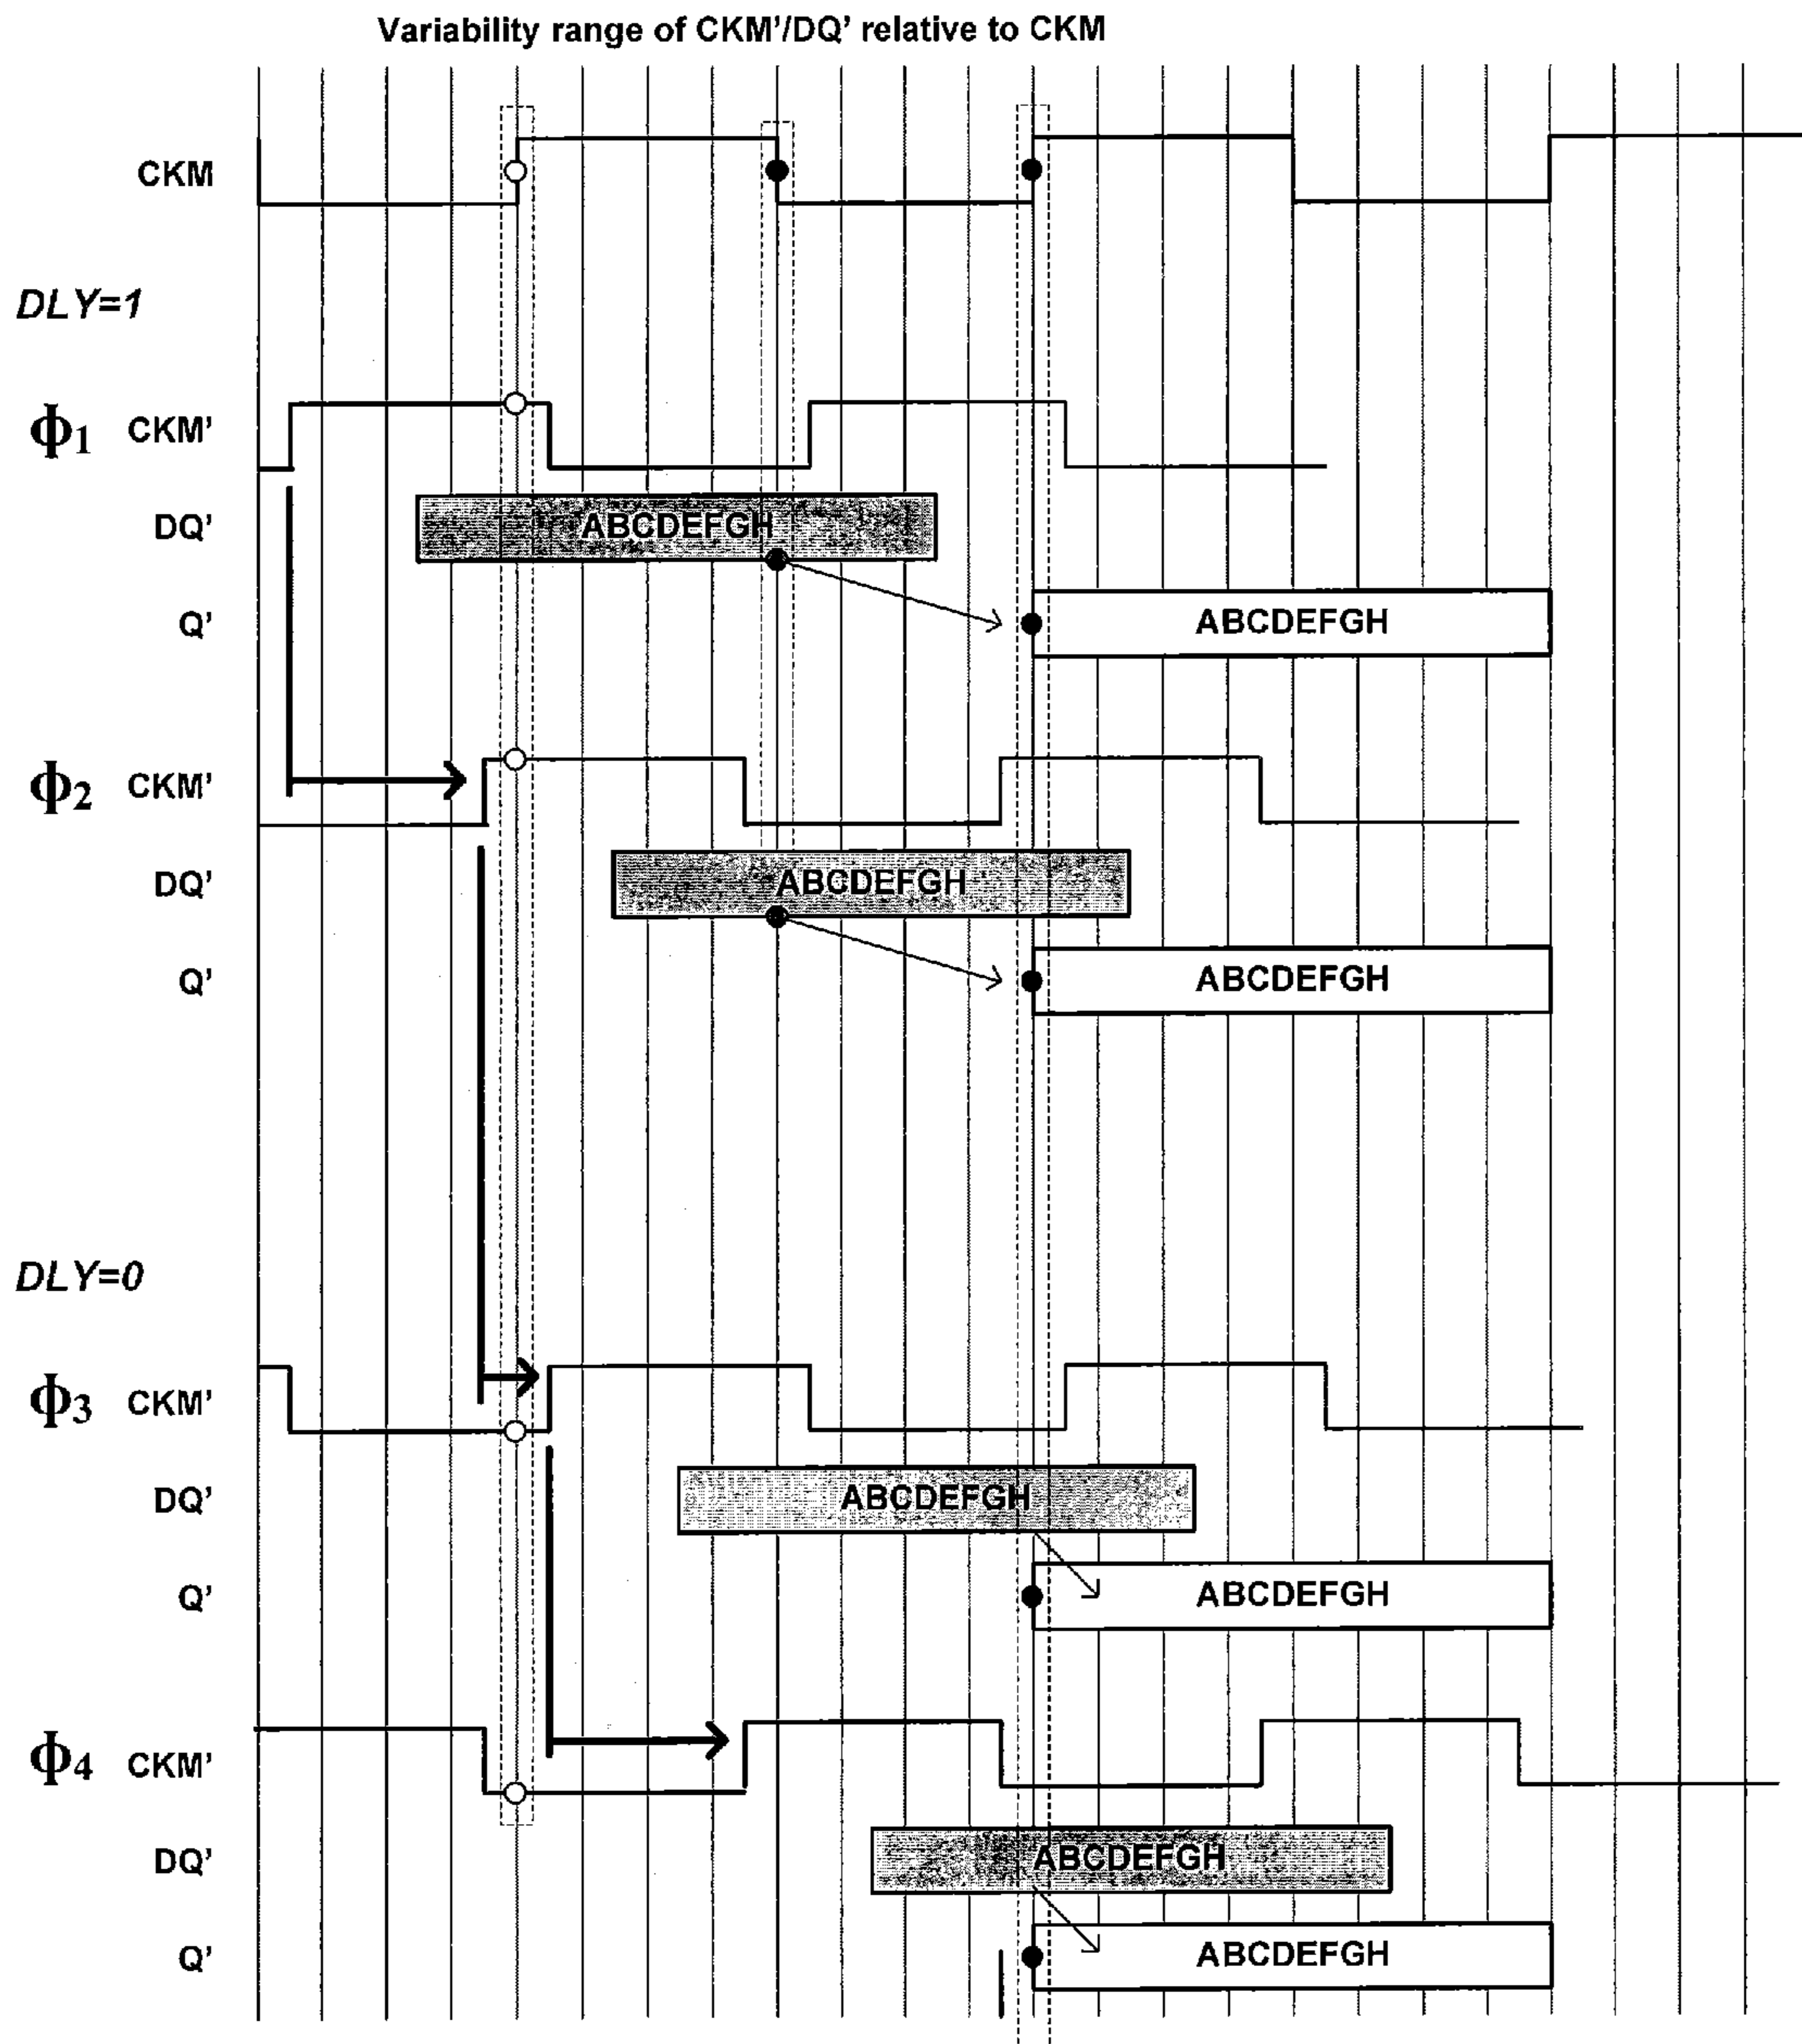 Variability range of CKM’/DQ’ relative to CKM
CKM
DLY=1
Φ1 CKM’
DQ’ ABCDEFGH
Q’ ABCDEFGH
Φ2 CKM’
DQ’ ABCDEFGH
Q’ ABCDEFGH
DLY=0
Φ3 CKM’
DQ’ ABCDEFGH
Q’ ABCDEFGH
Φ4 CKM’
DQ’ ABCDEFGH
Q’ ABCDEFGH